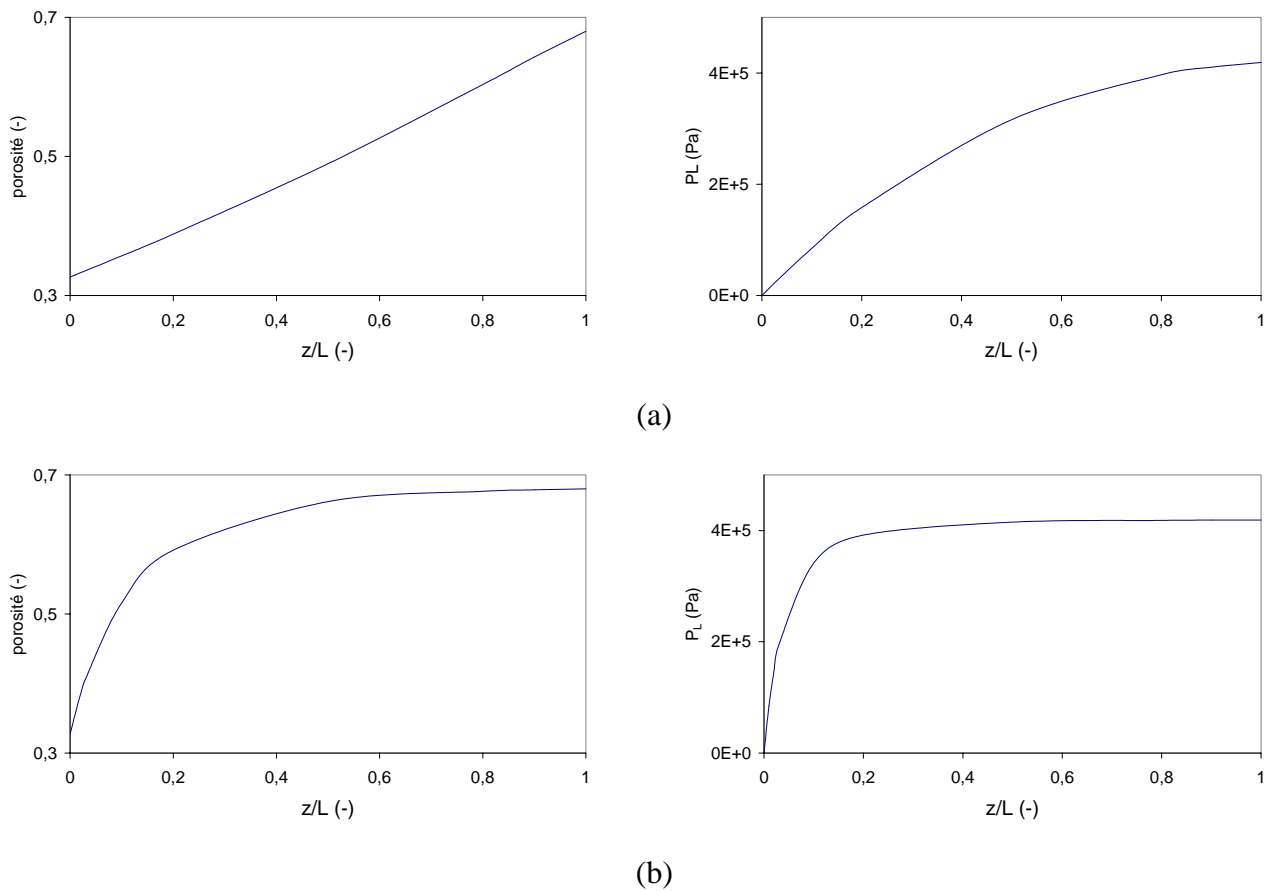 0,7
0,5
0,3
porosité (-)
0 0,2 0,4 0,6 0,8 1
z/L (-)
4E+5
2E+5
0E+0
PL (Pa)
0 0,2 0,4 0,6 0,8 1
z/L (-)
(a)
0,7
0,5
0,3
porosité (-)
0 0,2 0,4 0,6 0,8 1
z/L (-)
4E+5
2E+5
0E+0
PL (Pa)
0 0,2 0,4 0,6 0,8 1
z/L (-)
(b)